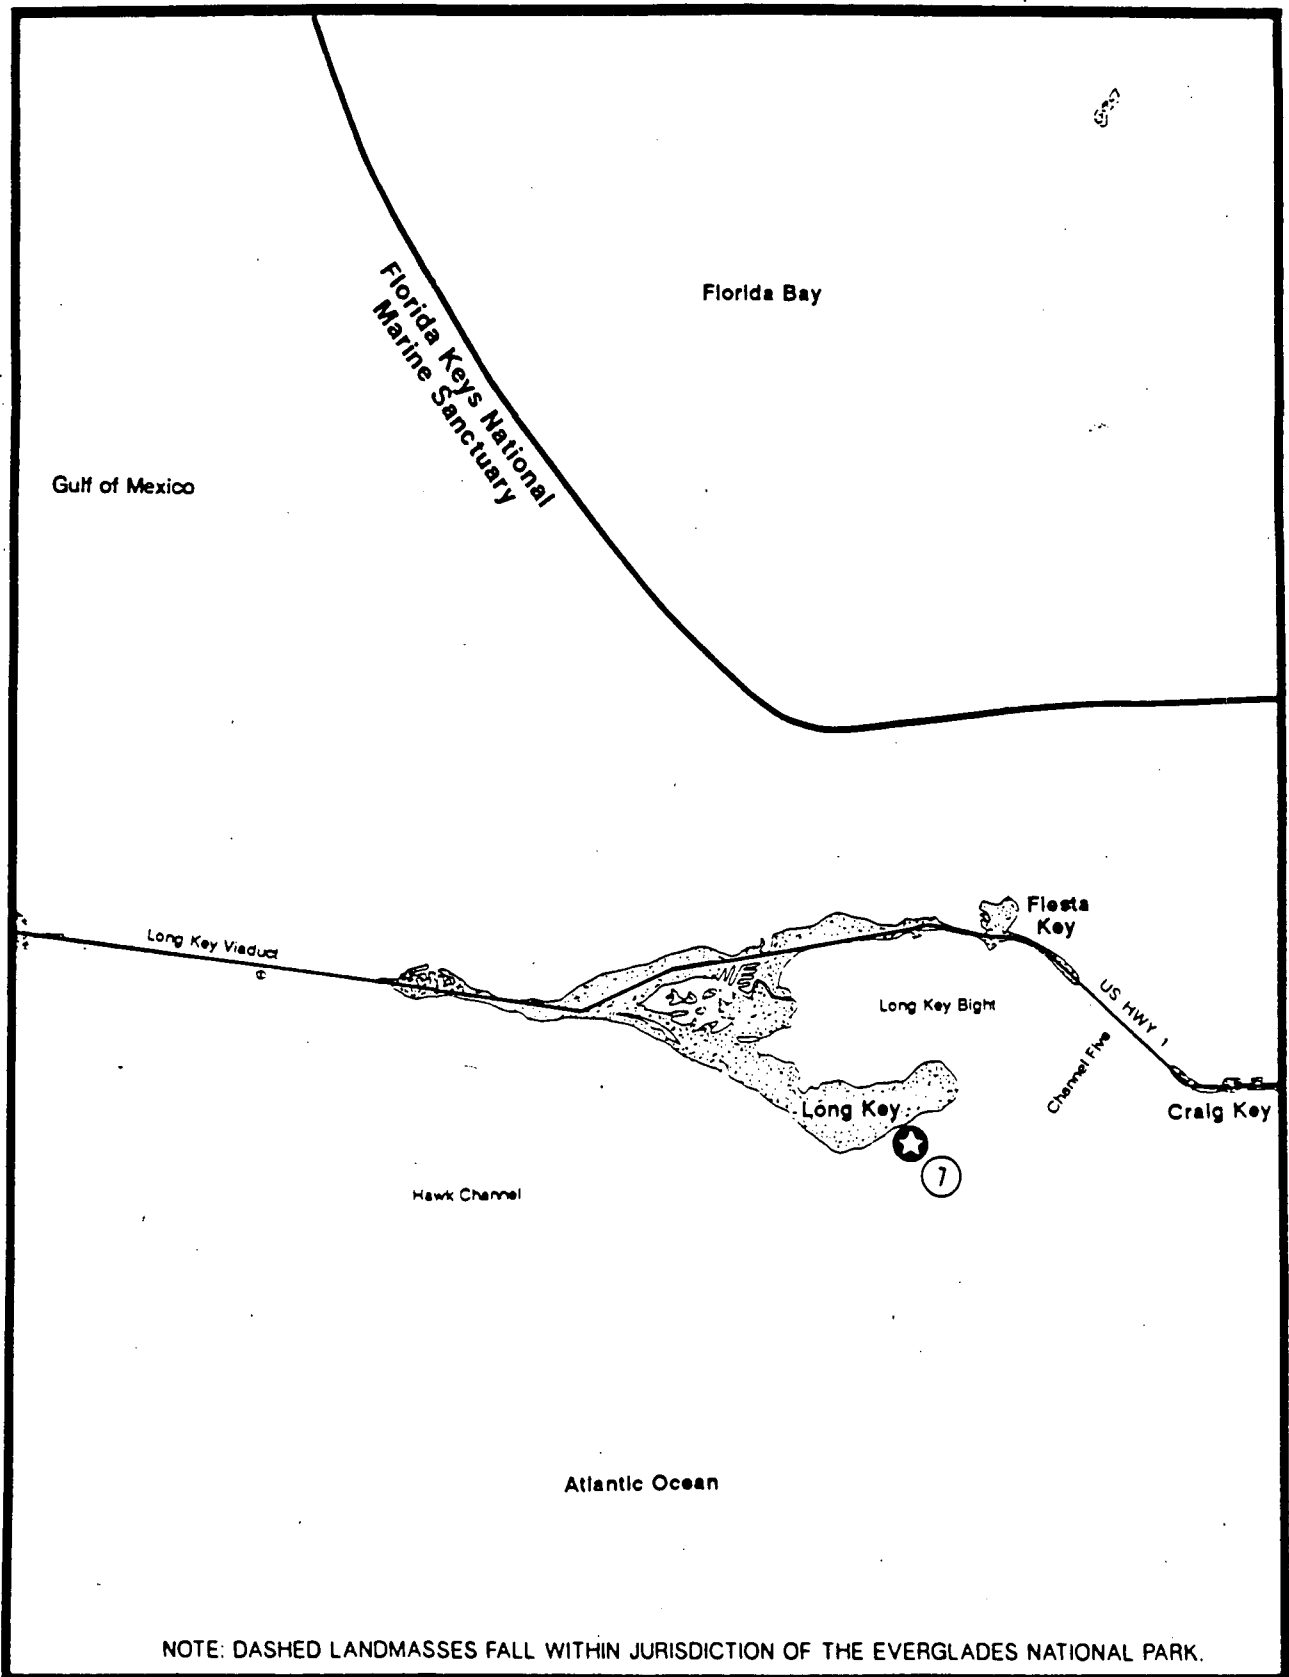 Florida Bay
Florida Keys National
Marine Sanctuary
Gulf of Mexico
Fiesta
Key
Long Key Viaduct
Long Key Bight
US HWY 1
Channel Five
Long Key
Craig Key
7
Hawk Channel
Atlantic Ocean
NOTE: DASHED LANDMASSES FALL WITHIN JURISDICTION OF THE EVERGLADES NATIONAL PARK.